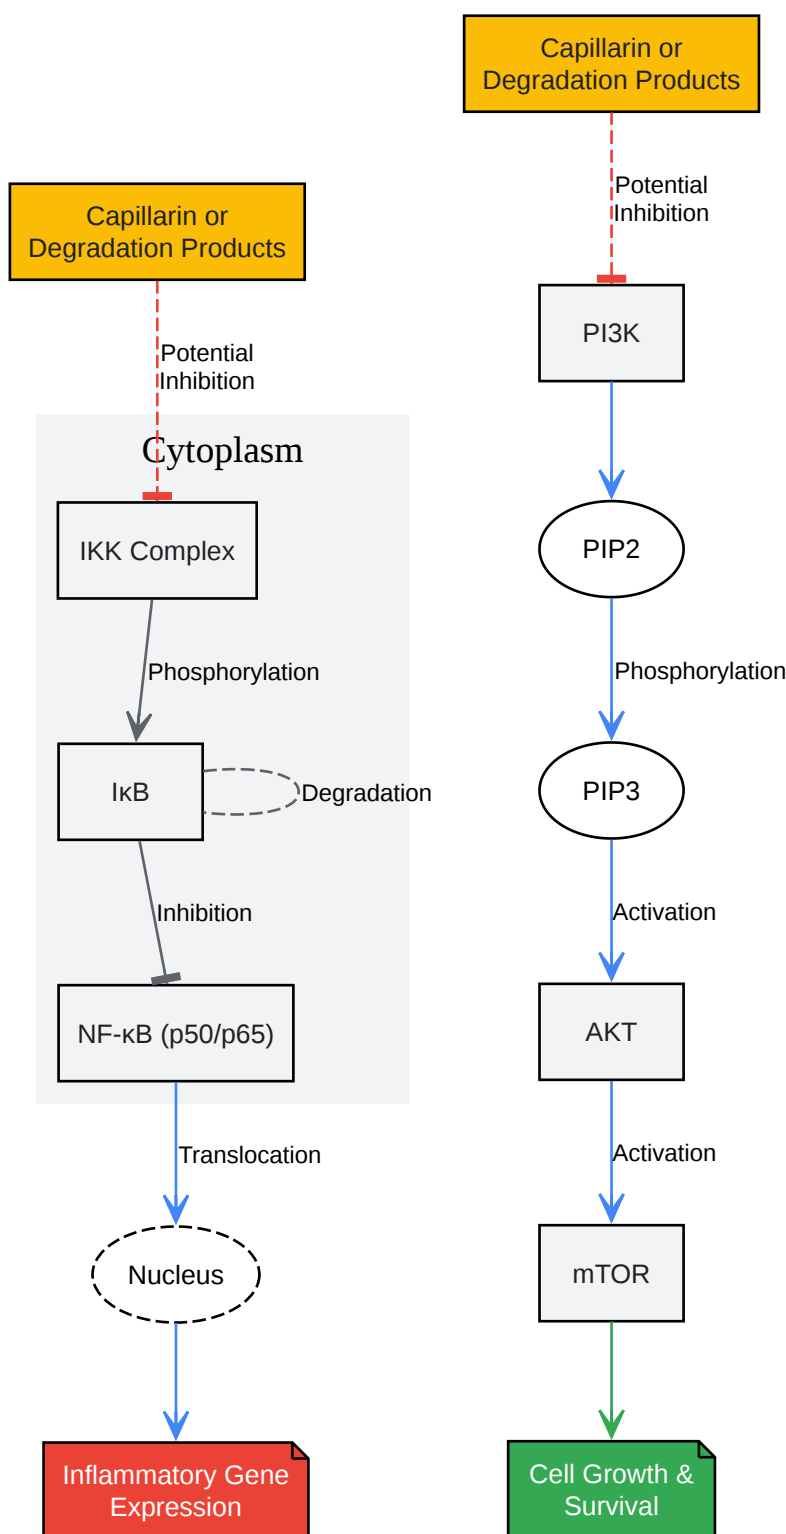 Capillarin or
Degradation Products
Potential
Inhibition
Cytoplasm
IKK Complex
Phosphorylation
IκB
Degradation
Inhibition
NF-κB (p50/p65)
Translocation
Nucleus
Inflammatory Gene
Expression
Capillarin or
Degradation Products
Potential
Inhibition
PI3K
PIP2
Phosphorylation
PIP3
Activation
AKT
Activation
mTOR
Cell Growth &
Survival